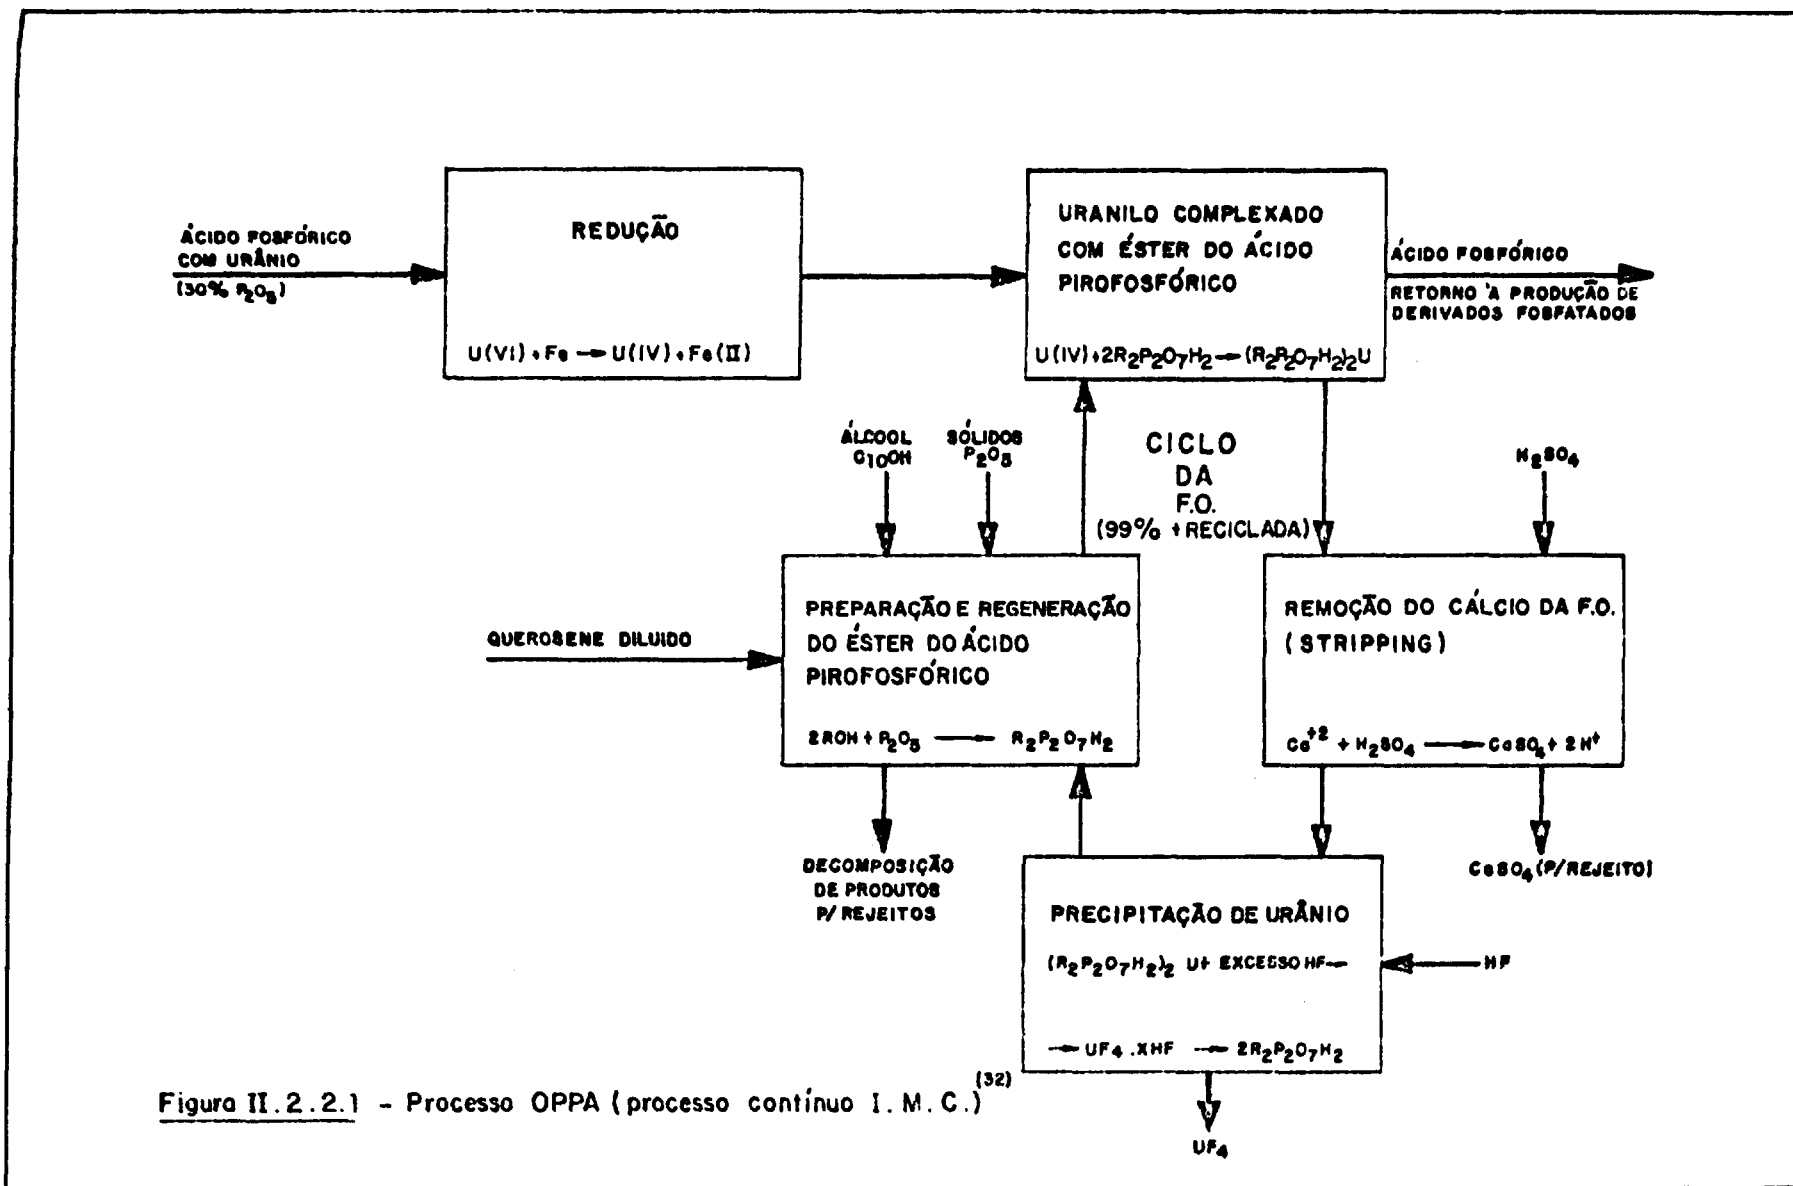 REDUÇÃO
ÁCIDO FOSFÓRICO
COM URÂNIO
(30% P₂O₅)
U(VI) + Fe → U(IV) + Fe(II)
URANILO COMPLEXADO
COM ÉSTER DO ÁCIDO
PIROFOSFÓRICO
U(IV)+2R₂P₂O₇H₂→(R₂P₂O₇H₂)₂U
ÁCIDO FOSFÓRICO
RETORNO 'A PRODUÇÃO DE
DERIVADOS FOSFATADOS
ÁLCOOL
C₁₀OH
SÓLIDOS
P₂O₅
CICLO
DA
F.O.
(99% + RECICLADA)
H₂SO₄
QUEROSENE DILUIDO
PREPARAÇÃO E REGENERAÇÃO
DO ÉSTER DO ÁCIDO
PIROFOSFÓRICO
2ROH + P₂O₅ → R₂P₂O₇H₂
REMOÇÃO DO CÁLCIO DA F.O.
(STRIPPING)
Ca⁺² + H₂SO₄ → CaSO₄ + 2H⁺
DECOMPOSIÇÃO
DE PRODUTOS
P/ REJEITOS
CaSO₄ (P/REJEITO)
PRECIPITAÇÃO DE URÂNIO
(R₂P₂O₇H₂)₂ U+ EXCESSO HF→
→ UF₄ .XHF → 2R₂P₂O₇H₂
HF
UF₄
Figura II.2.2.1 - Processo OPPA (processo contínuo I.M.C.)⁽³²⁾